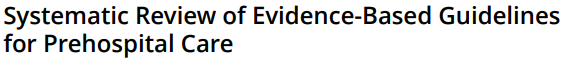 Systematic Review of Evidence-Based Guidelines
for Prehospital Care